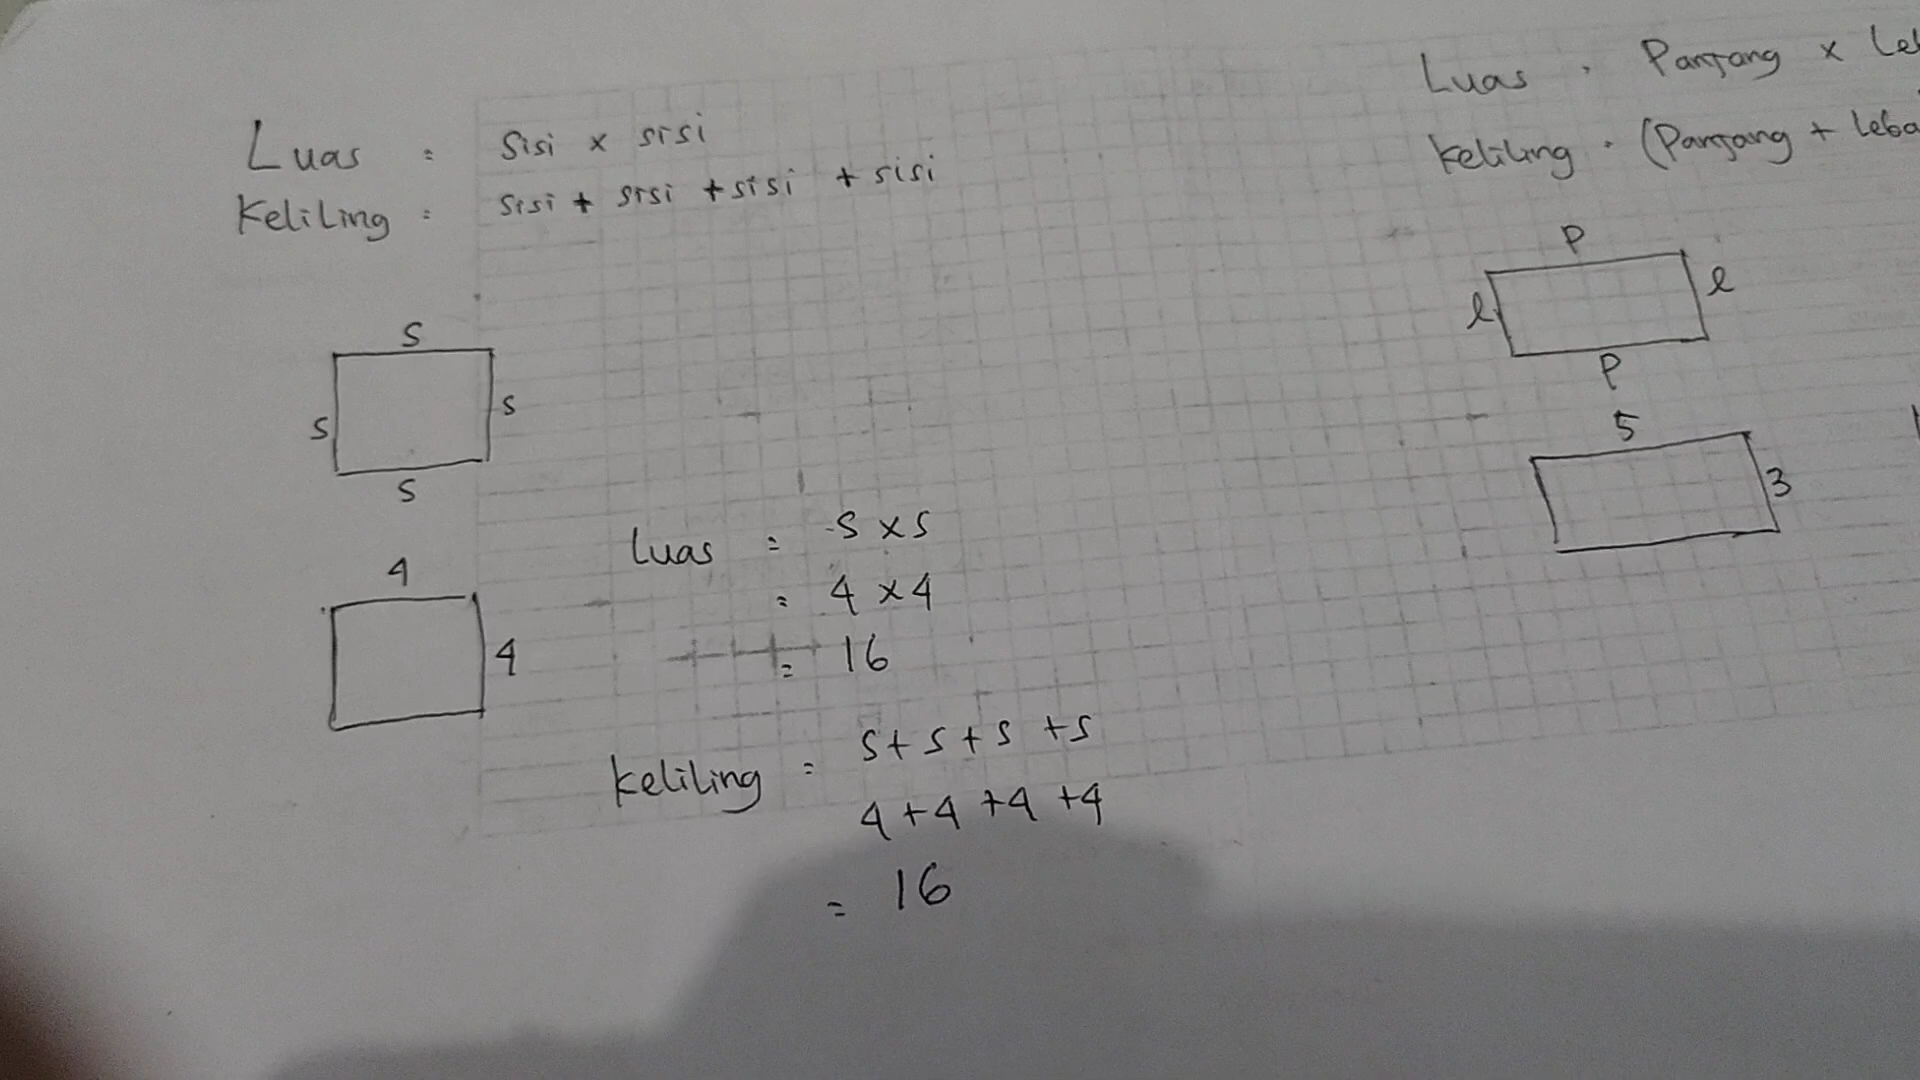 Luas : Sisi x sisi
Keliling : Sisi + sisi + sisi + sisi
S
S
S
S
4
4
Luas = S x S
= 4 x 4
= 16
Keliling = S + S + S + S
4 + 4 + 4 + 4
= 16
Luas . Panjang x
Keliling . (Panjang +
P
l
l
P
5
3